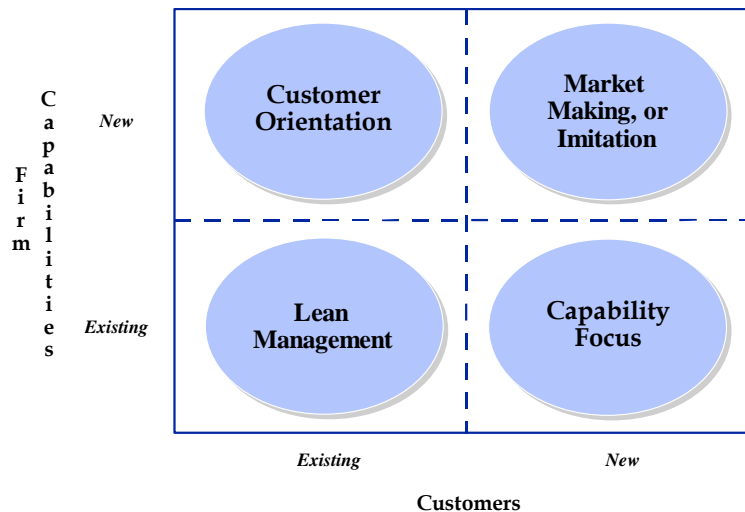 Firm
Capabilities
New
Customer
Orientation
Market
Making, or
Imitation
Existing
Lean
Management
Capability
Focus
Existing
New
Customers